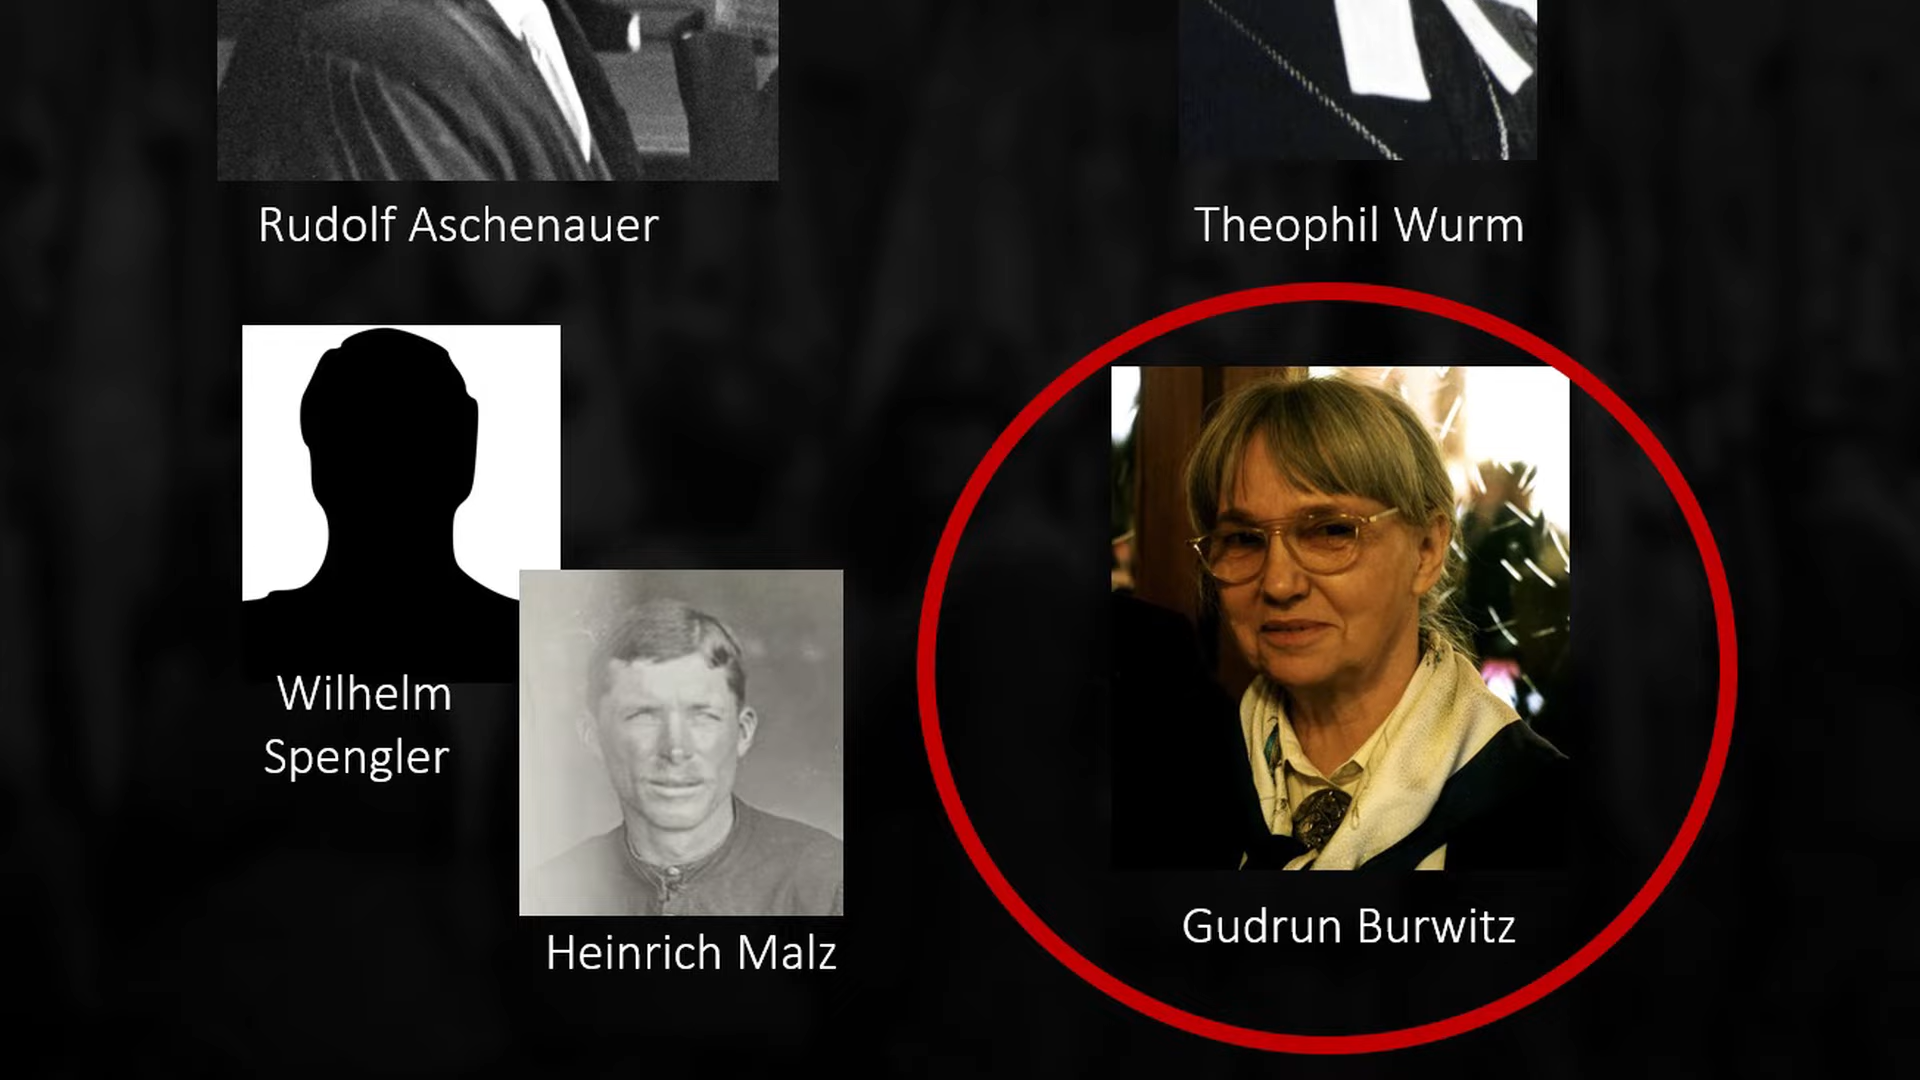 Rudolf Aschenauer
Theophil Wurm
Wilhelm
Spengler
Heinrich Malz
Gudrun Burwitz